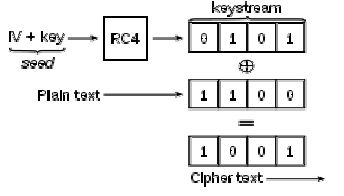 keystream
IV + key
RC4
0 1 0 1
seed
⊕
Plain text
1 1 0 0
=
1 0 0 1
Cipher text